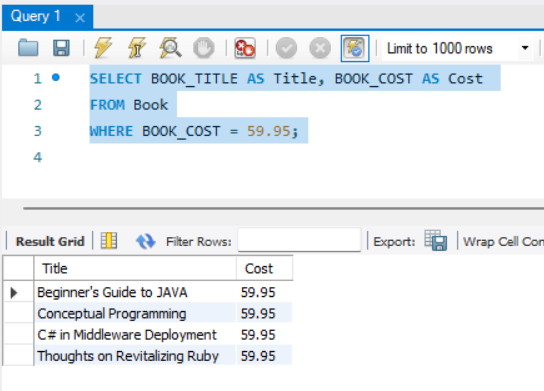 Query 1
Limit to 1000 rows
1 SELECT BOOK_TITLE AS Title, BOOK_COST AS Cost
2 FROM Book
3 WHERE BOOK_COST = 59.95;
4
Result Grid Filter Rows: Export: Wrap Cell Con
Title Cost
Beginner's Guide to JAVA 59.95
Conceptual Programming 59.95
C# in Middleware Deployment 59.95
Thoughts on Revitalizing Ruby 59.95